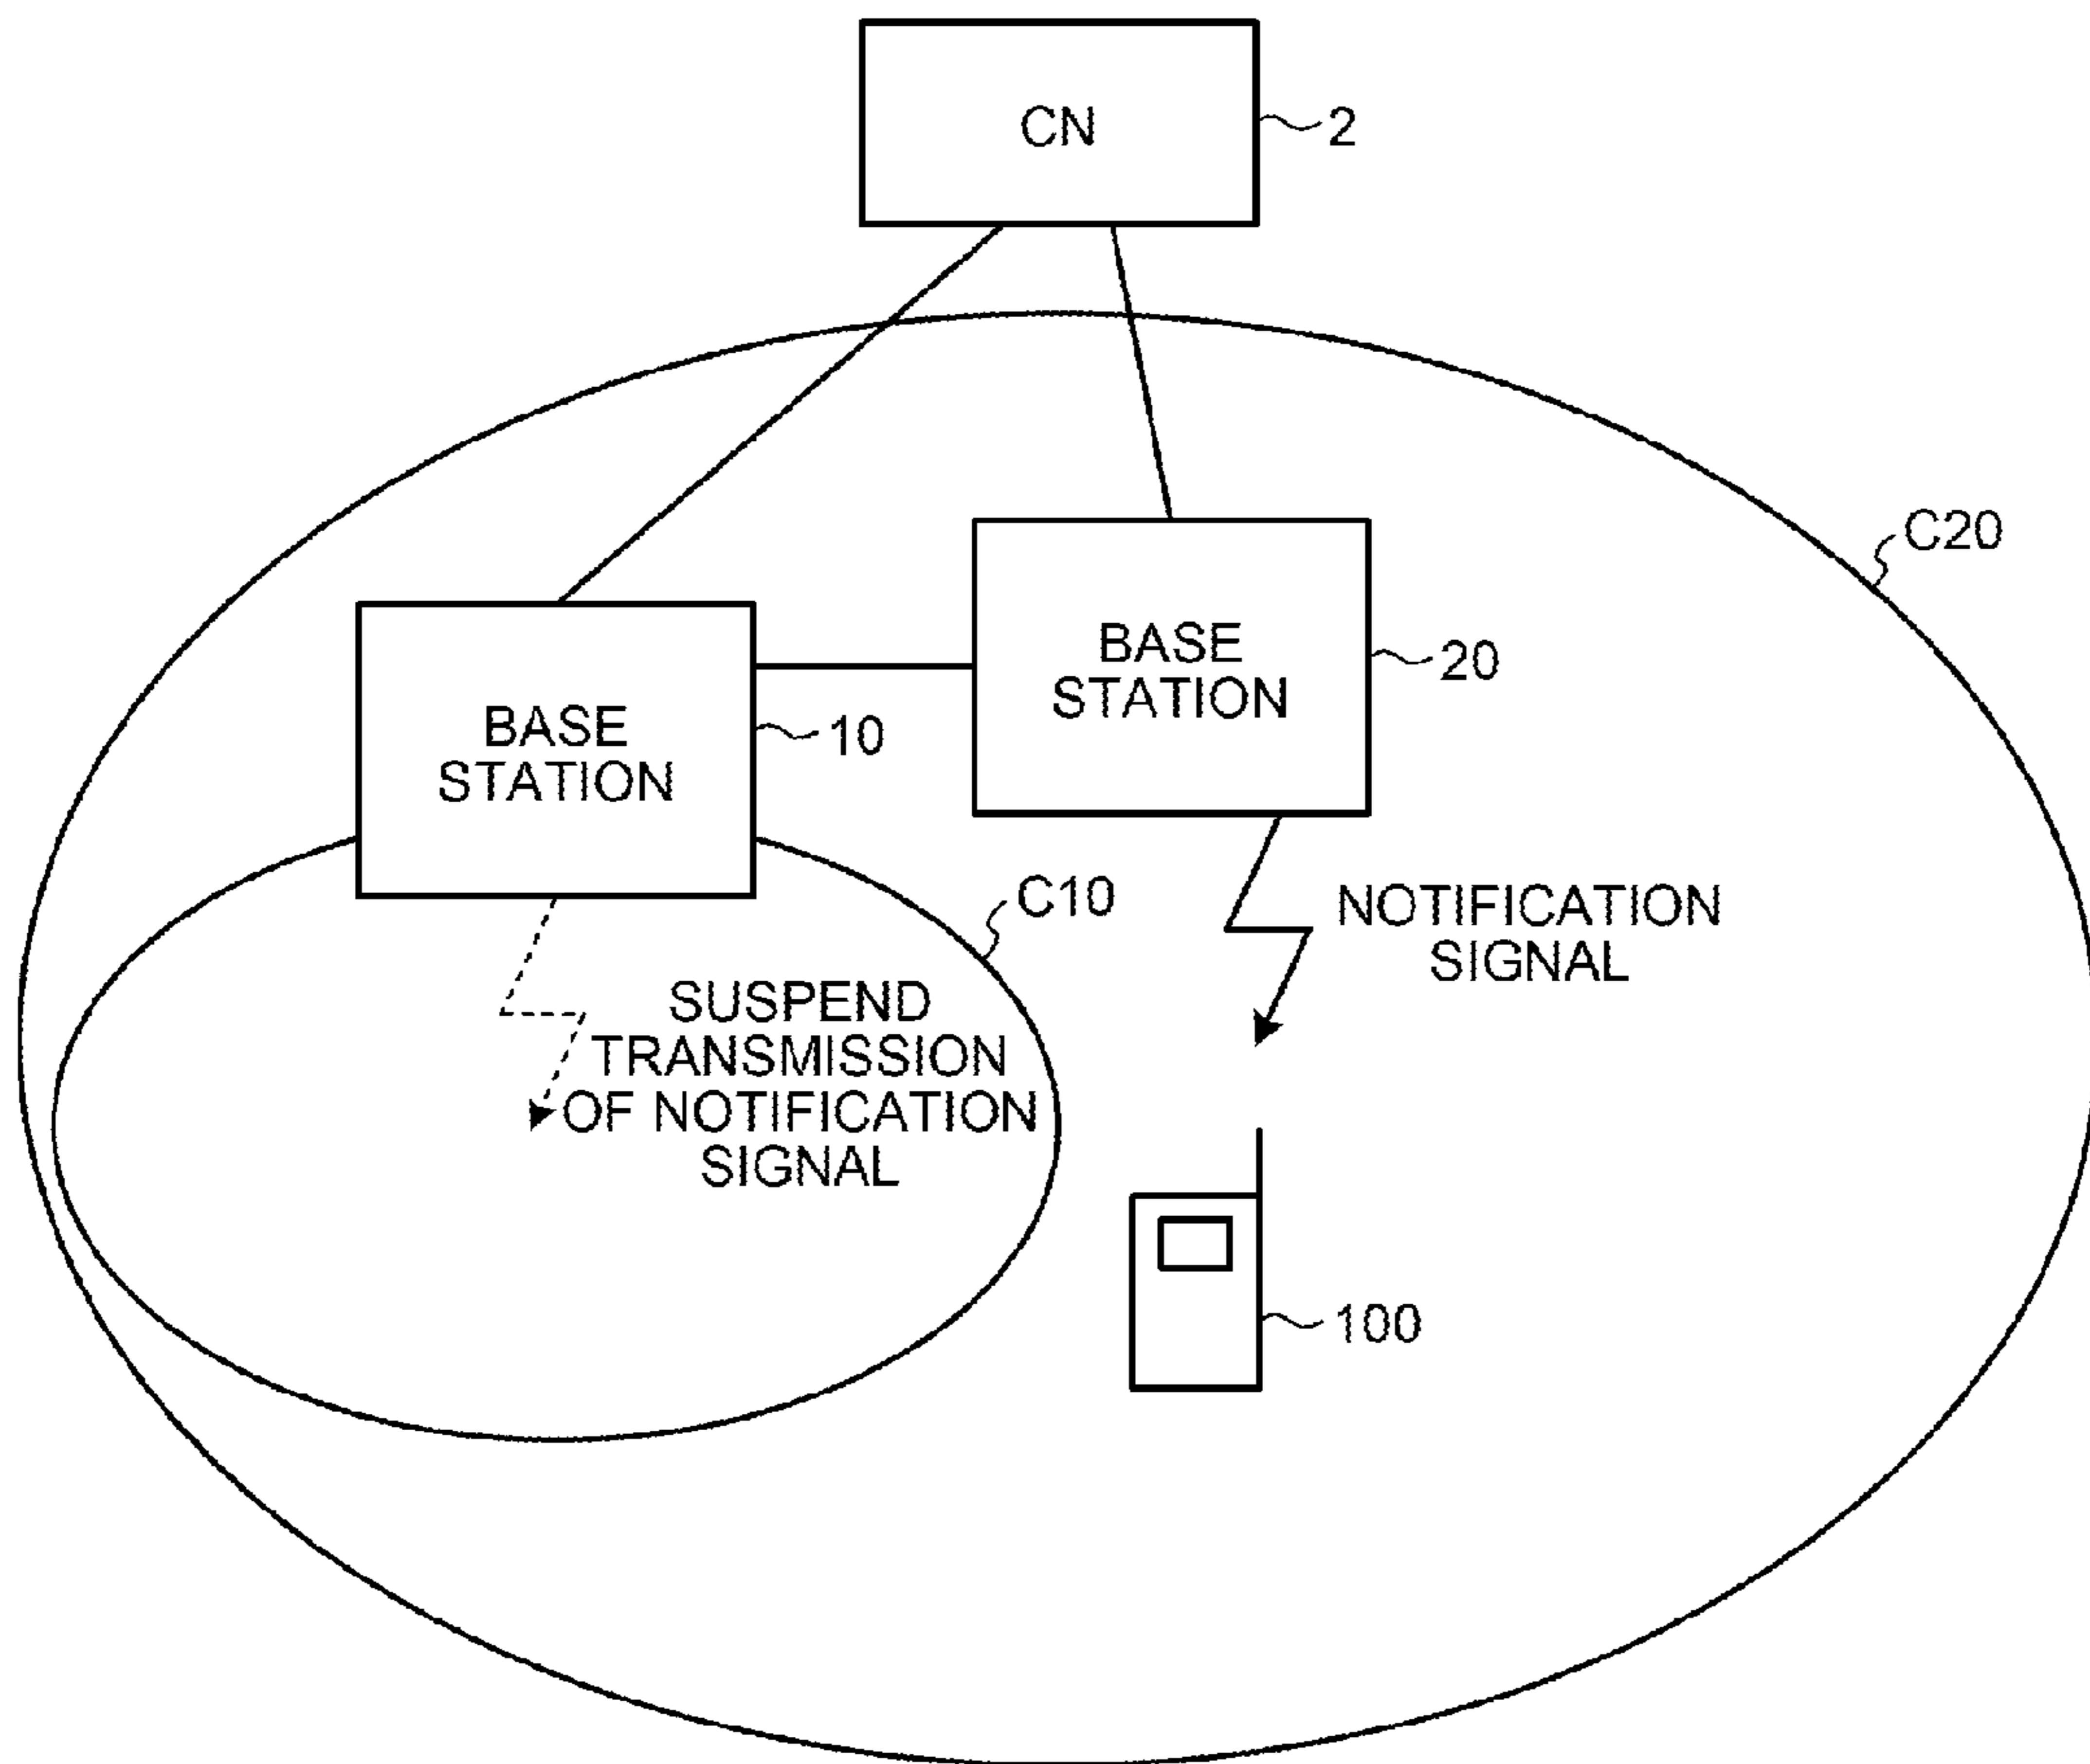 CN
2
C20
BASE
STATION
20
BASE
STATION
10
C10
NOTIFICATION
SIGNAL
SUSPEND
TRANSMISSION
OF NOTIFICATION
SIGNAL
100